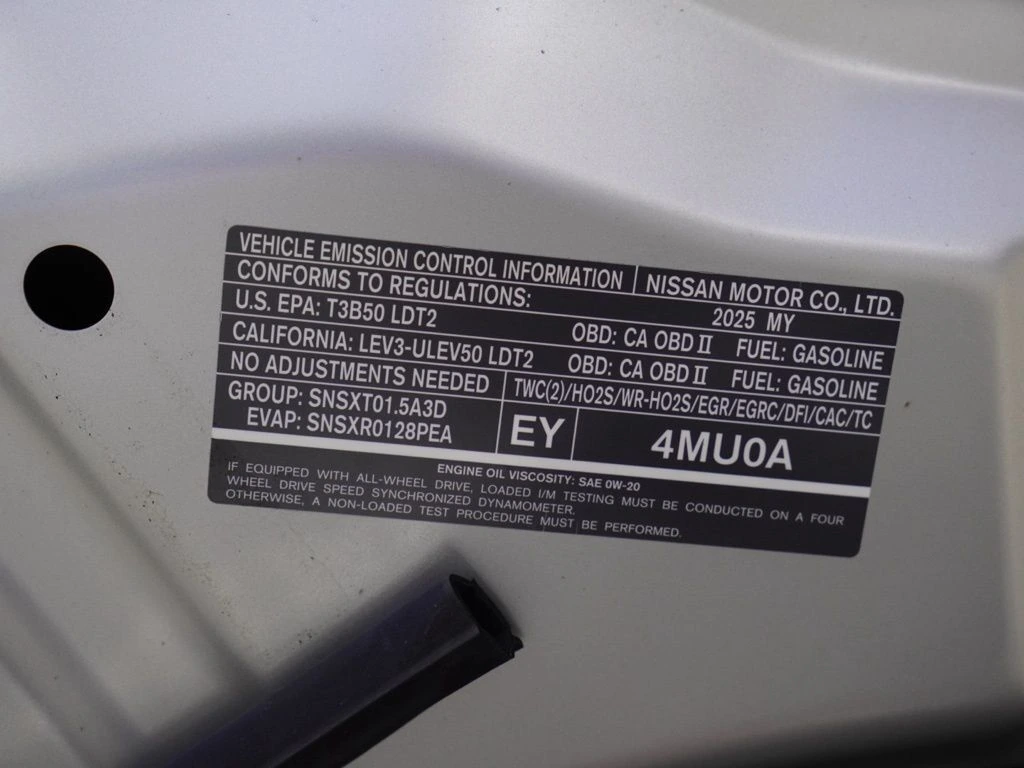 VEHICLE EMISSION CONTROL INFORMATION NISSAN MOTOR CO., LTD.
CONFORMS TO REGULATIONS: 2025 MY
U.S. EPA: T3B50 LDT2 OBD: CA OBD II FUEL: GASOLINE
CALIFORNIA: LEV3-ULEV50 LDT2 OBD: CA OBD II FUEL: GASOLINE
NO ADJUSTMENTS NEEDED TWC(2)/HO2S/WR-HO2S/EGR/EGRC/DFI/CAC/TC
GROUP: SNSXT01.5A3D
EVAP: SNSXR0128PEA
EY 4MU0A
ENGINE OIL VISCOSITY: SAE 0W-20
IF EQUIPPED WITH ALL-WHEEL DRIVE, LOADED I/M TESTING MUST BE CONDUCTED ON A FOUR
WHEEL DRIVE SPEED SYNCHRONIZED DYNAMOMETER.
OTHERWISE, A NON-LOADED TEST PROCEDURE MUST BE PERFORMED.